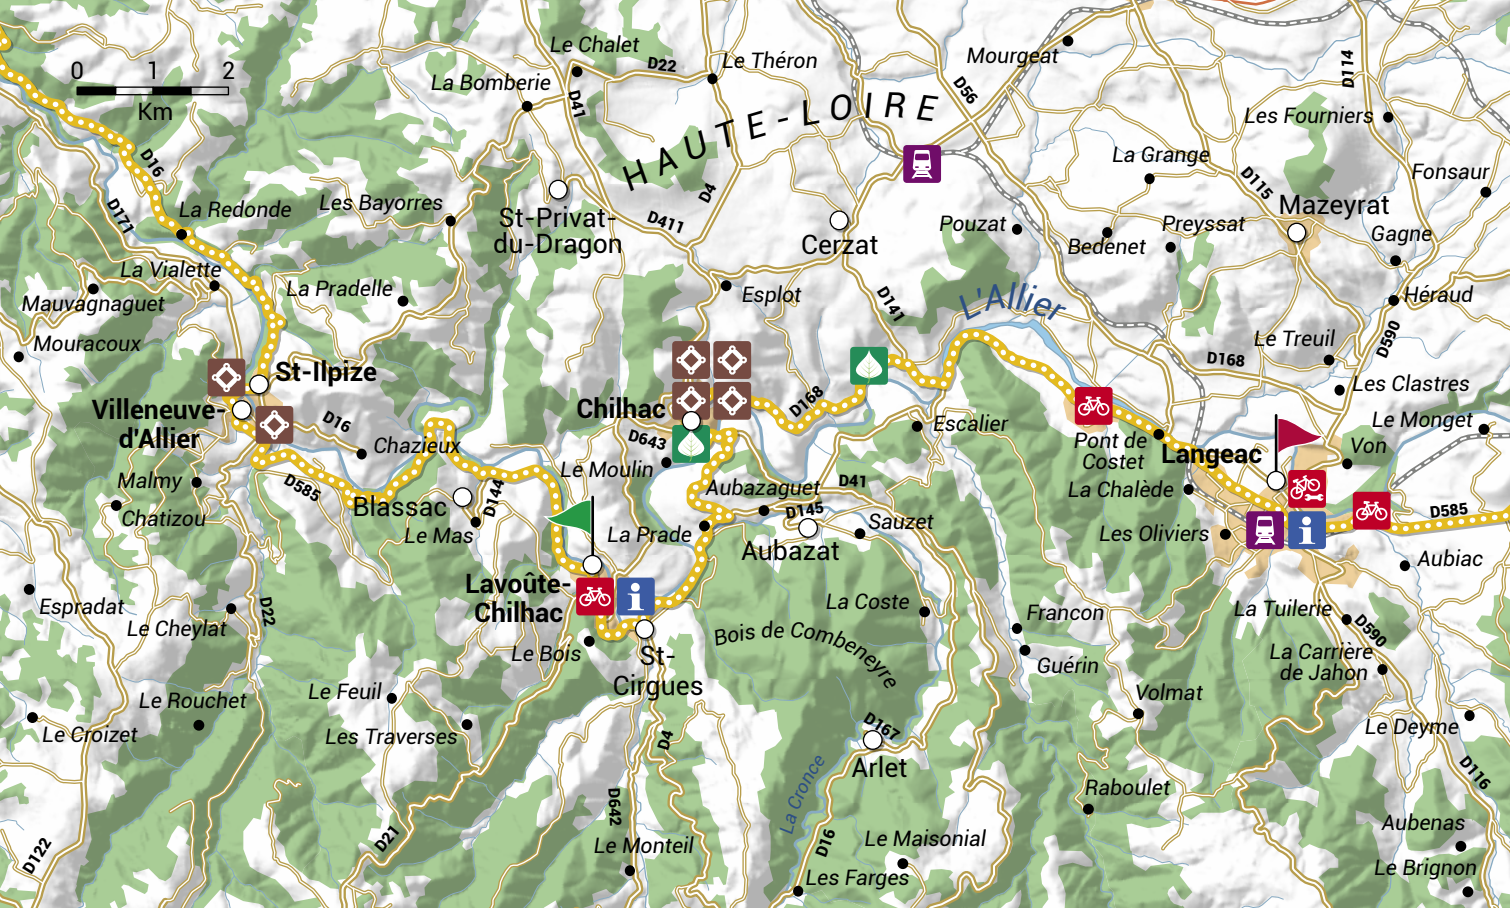 0 1 2
Km
Le Chalet
D22
Le Théron
La Bomberie
D41
Mourgeat
D56
D114
HAUTE-LOIRE
Les Fourniers
D16
La Grange
D115
Fonsaur
D171
La Redonde
Les Bayorres
St-Privat-
du-Dragon
D411
D4
Cerzat
Pouzat
Bedenet
Preyssat
Mazeyrat
Gagne
La Vialette
Mauvagnaguet
La Pradelle
Esplot
D141
L'Allier
Héraud
Mouracoux
Le Treuil
D590
D168
St-Ilpize
Les Clastres
Villeneuve-
d'Allier
D16
Chazieux
Chilhac
D168
D643
Escalier
Le Monget
Pont de
Costet
Langeac
Von
Malmy
D585
Le Moulin
Chatizou
Blassac
D144
Le Mas
Aubazaguet
D41
La Chalède
D145
La Prade
Aubazat
Sauzet
Les Oliviers
D585
Aubiac
Lavoûte-
Chilhac
i
i
Espradat
Le Cheylat
D22
La Coste
Francon
La Tuilerie
D590
Bois de Combeneyre
Le Bois
St-
Cirgues
Guérin
La Carrière
de Jahon
Le Rouchet
Le Feuil
Volmat
Le Croizet
Les Traverses
D4
D167
Arlet
Le Deyme
La Cronce
D116
Raboulet
D642
D122
D21
Le Monteil
D16
Le Maisonial
Aubenas
Les Farges
Le Brignon